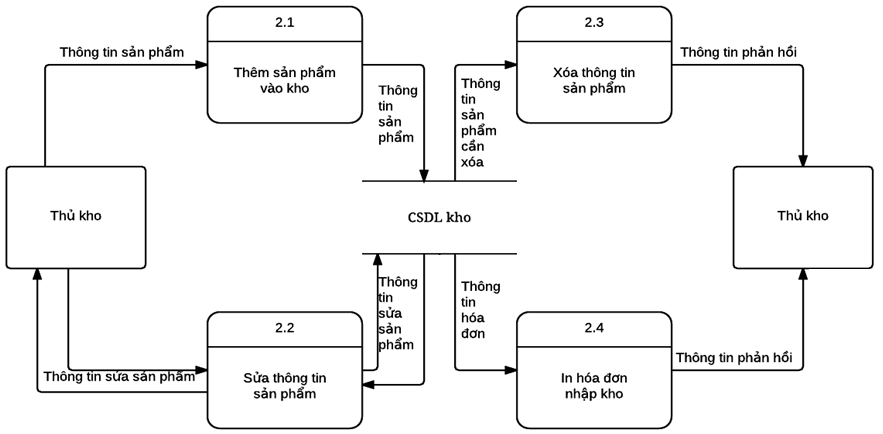 2.1
Thêm sản phẩm
vào kho
2.3
Xóa thông tin
sản phẩm
Thông tin sản phẩm
Thông
tin
sản
phẩm
Thông
tin
sản
phẩm
cần
xóa
Thông tin phản hồi
Thủ kho
CSDL kho
Thủ kho
Thông
tin
sửa
sản
phẩm
Thông
tin
hóa
đơn
2.2
Sửa thông tin
sản phẩm
2.4
In hóa đơn
nhập kho
Thông tin sửa sản phẩm
Thông tin phản hồi